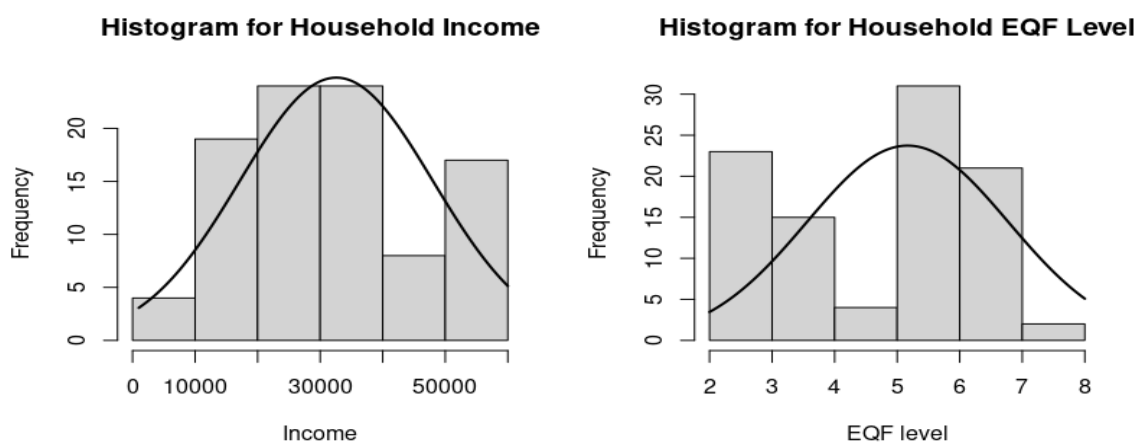 Histogram for Household Income
Frequency
0 5 10 15 20
0 10000 30000 50000
Income
Histogram for Household EQF Level
Frequency
0 5 10 15 20 25 30
2 3 4 5 6 7 8
EQF level